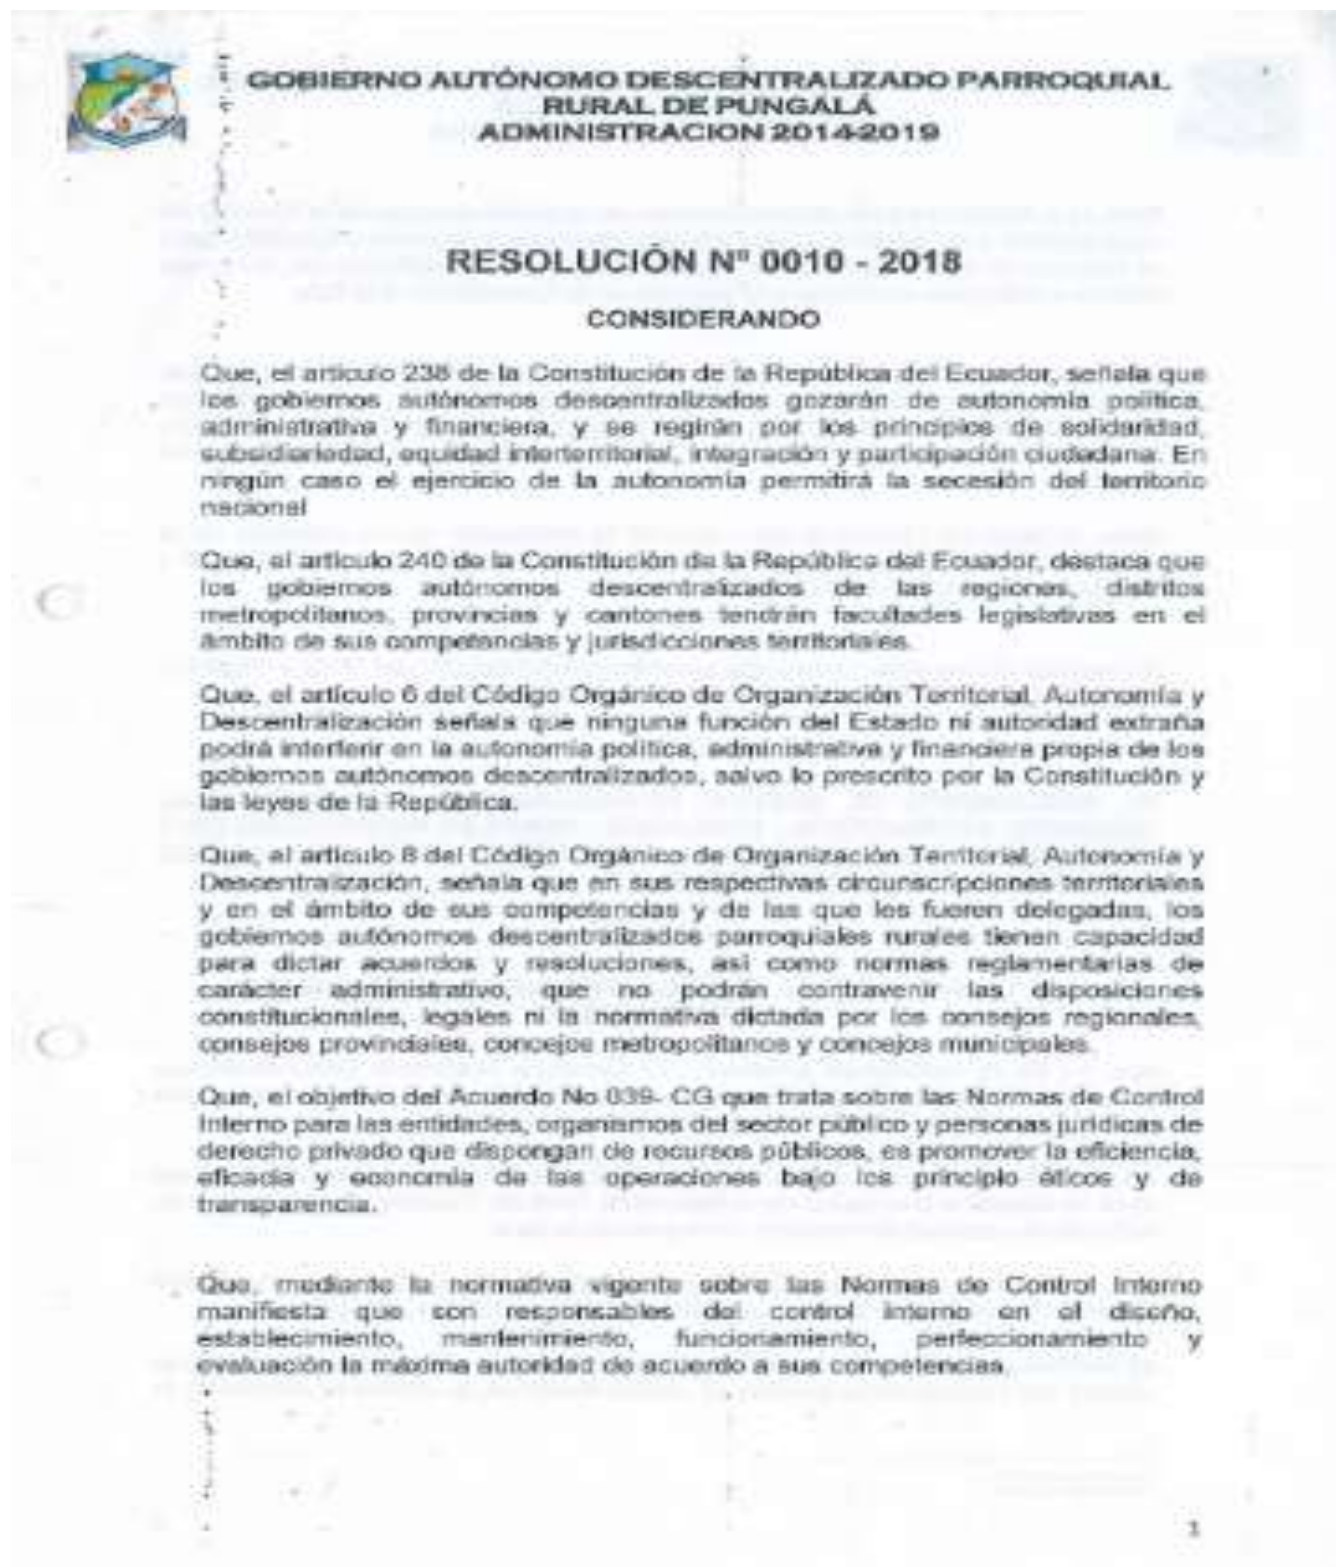 GOBIERNO AUTÓNOMO DESCENTRALIZADO PARROQUIAL
RURAL DE PUNGALÁ
ADMINISTRACION 2014-2019
RESOLUCIÓN Nº 0010 - 2018
CONSIDERANDO
Que, el articulo 238 de la Constitución de la República del Ecuador, señala que
los gobiernos autónomos descentralizados gozarán de autonomía política,
administrativa y financiera, y se regirán por los principios de solidaridad,
subsidiariedad, equidad interterritorial, integración y participación ciudadana. En
ningún caso el ejercicio de la autonomía permitirá la secesión del territorio
nacional
Que, el artículo 240 de la Constitución de la República del Ecuador, destaca que
los gobiernos autónomos descentralizados de las regiones, distritos
metropolitanos, provincias y cantones tendrán facultades legislativas en el
ámbito de sus competencias y jurisdicciones territoriales.
Que, el artículo 6 del Código Orgánico de Organización Territorial, Autonomía y
Descentralización señala que ninguna función del Estado ni autoridad extraña
podrá interferir en la autonomía política, administrativa y financiera propia de los
gobiernos autónomos descentralizados, salvo lo prescrito por la Constitución y
las leyes de la República.
Que, el artículo 8 del Código Orgánico de Organización Territorial, Autonomía y
Descentralización, señala que en sus respectivas circunscripciones territoriales
y en el ámbito de sus competencias y de las que les fueren delegadas, los
gobiernos autónomos descentralizados parroquiales rurales tienen capacidad
para dictar acuerdos y resoluciones, así como normas reglamentarias de
carácter administrativo, que no podrán contravenir las disposiciones
constitucionales, legales ni la normativa dictada por los consejos regionales,
consejos provinciales, concejos metropolitanos y concejos municipales.
Que, el objetivo del Acuerdo No 039- CG que trata sobre las Normas de Control
Interno para las entidades, organismos del sector público y personas jurídicas de
derecho privado que dispongan de recursos públicos, es promover la eficiencia,
eficacia y economía de las operaciones bajo los principio éticos y de
transparencia.
Que, mediante la normativa vigente sobre las Normas de Control Interno
manifiesta que son responsables del control interno en el diseño,
establecimiento, mantenimiento, funcionamiento, perfeccionamiento y
evaluación la máxima autoridad de acuerdo a sus competencias.
1